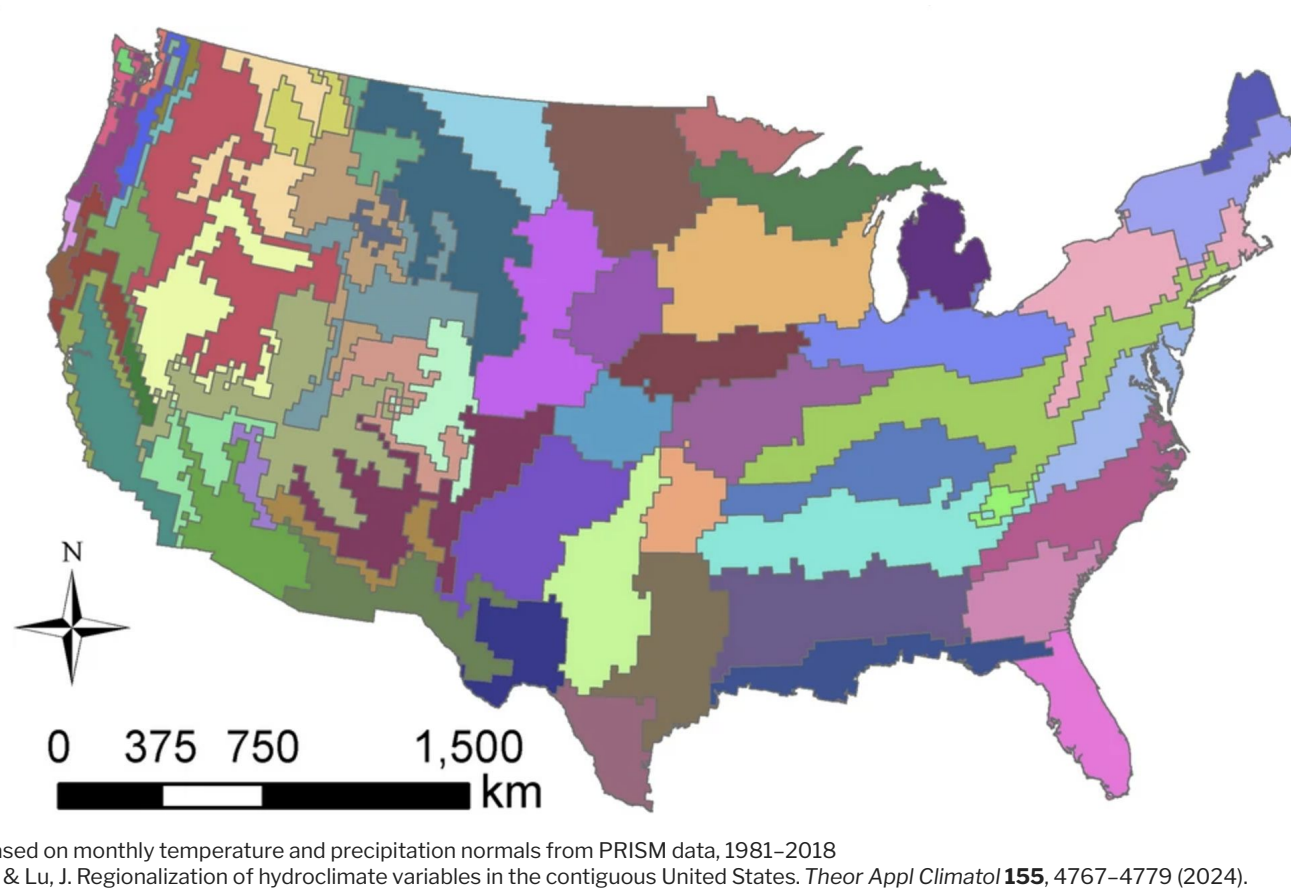 N
0 375 750 1,500
km
ased on monthly temperature and precipitation normals from PRISM data, 1981–2018
& Lu, J. Regionalization of hydroclimate variables in the contiguous United States. Theor Appl Climatol 155, 4767–4779 (2024).